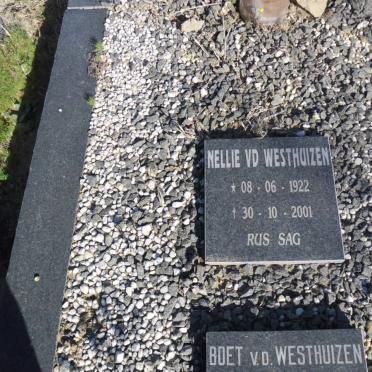 NELLIE VD WESTHUIZEN
* 08 - 06 - 1922
† 30 - 10 - 2001
RUS SAG
BOET V.D. WESTHUIZEN